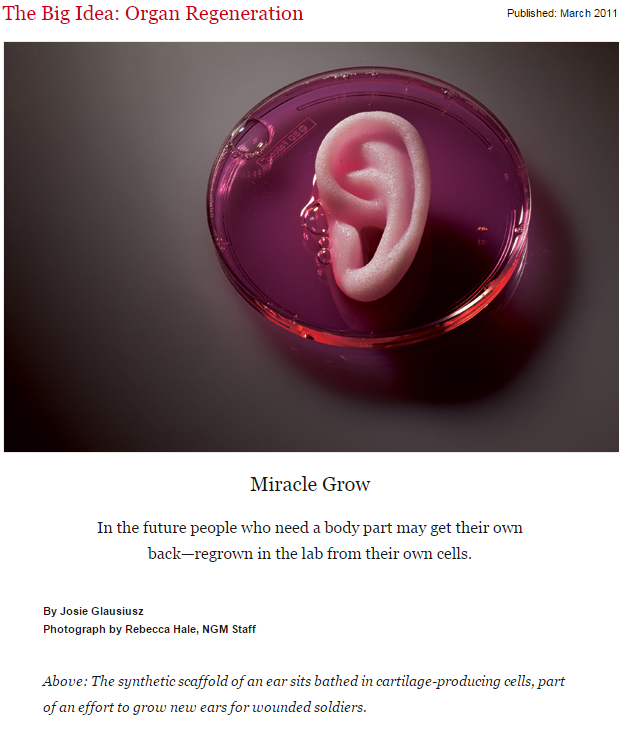 The Big Idea: Organ Regeneration
Published: March 2011
Miracle Grow
In the future people who need a body part may get their own
back—regrown in the lab from their own cells.
By Josie Glausiusz
Photograph by Rebecca Hale, NGM Staff
Above: The synthetic scaffold of an ear sits bathed in cartilage-producing cells, part
of an effort to grow new ears for wounded soldiers.